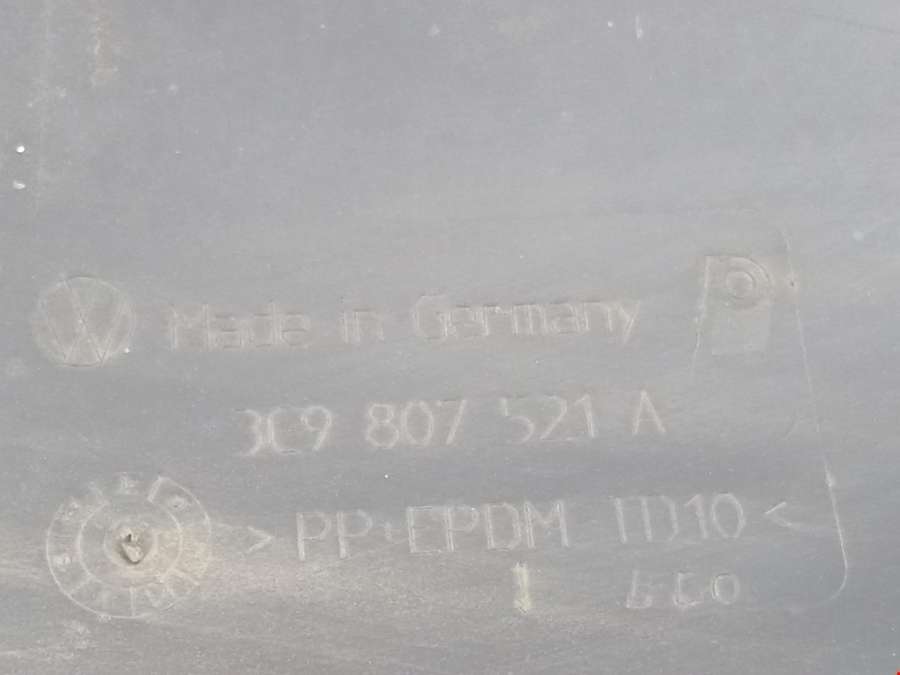 Made in Germany
3C9 807 521 A
> PP+EPDM TD10 <